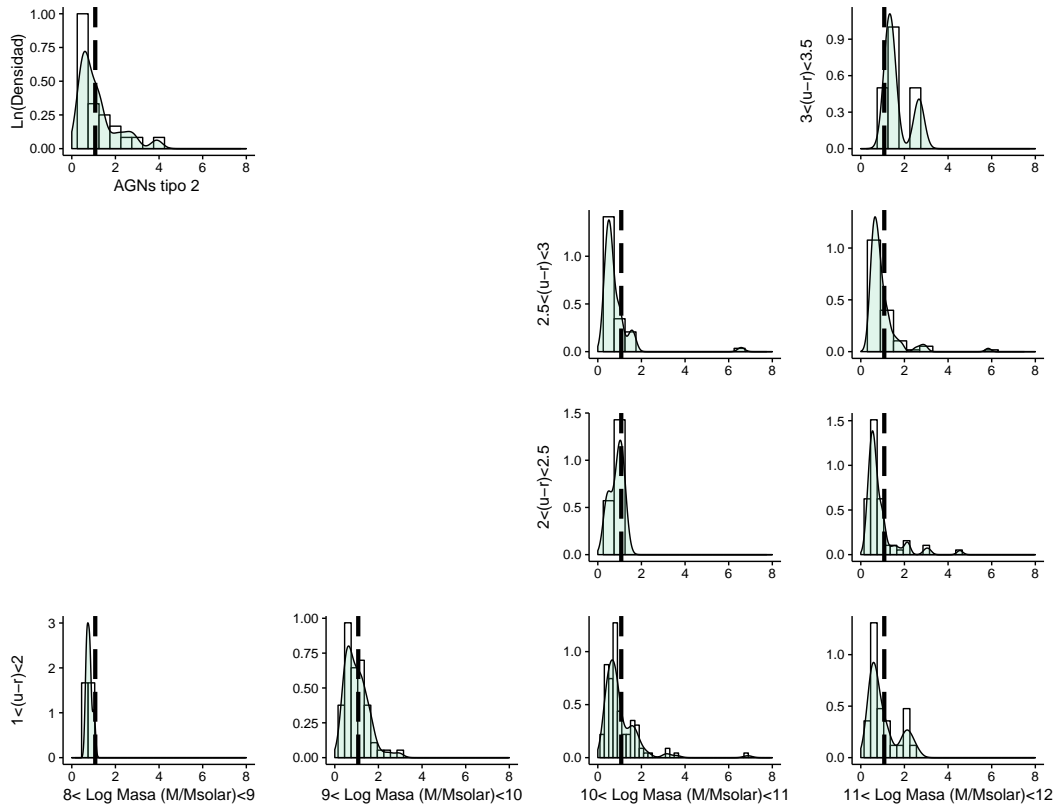 Ln(Densidad)
1.00
0.75
0.50
0.25
0.00
0 2 4 6 8
AGNs tipo 2
3<(u−r)<3.5
0.9
0.6
0.3
0.0
0 2 4 6 8
2.5<(u−r)<3
1.0
0.5
0.0
0 2 4 6 8
1.0
0.5
0.0
0 2 4 6 8
2<(u−r)<2.5
1.5
1.0
0.5
0.0
0 2 4 6 8
1.5
1.0
0.5
0.0
0 2 4 6 8
1<(u−r)<2
3
2
1
0
0 2 4 6 8
8< Log Masa (M/Msolar)<9
1.00
0.75
0.50
0.25
0.00
0 2 4 6 8
9< Log Masa (M/Msolar)<10
1.0
0.5
0.0
0 2 4 6 8
10< Log Masa (M/Msolar)<11
1.0
0.5
0.0
0 2 4 6 8
11< Log Masa (M/Msolar)<12